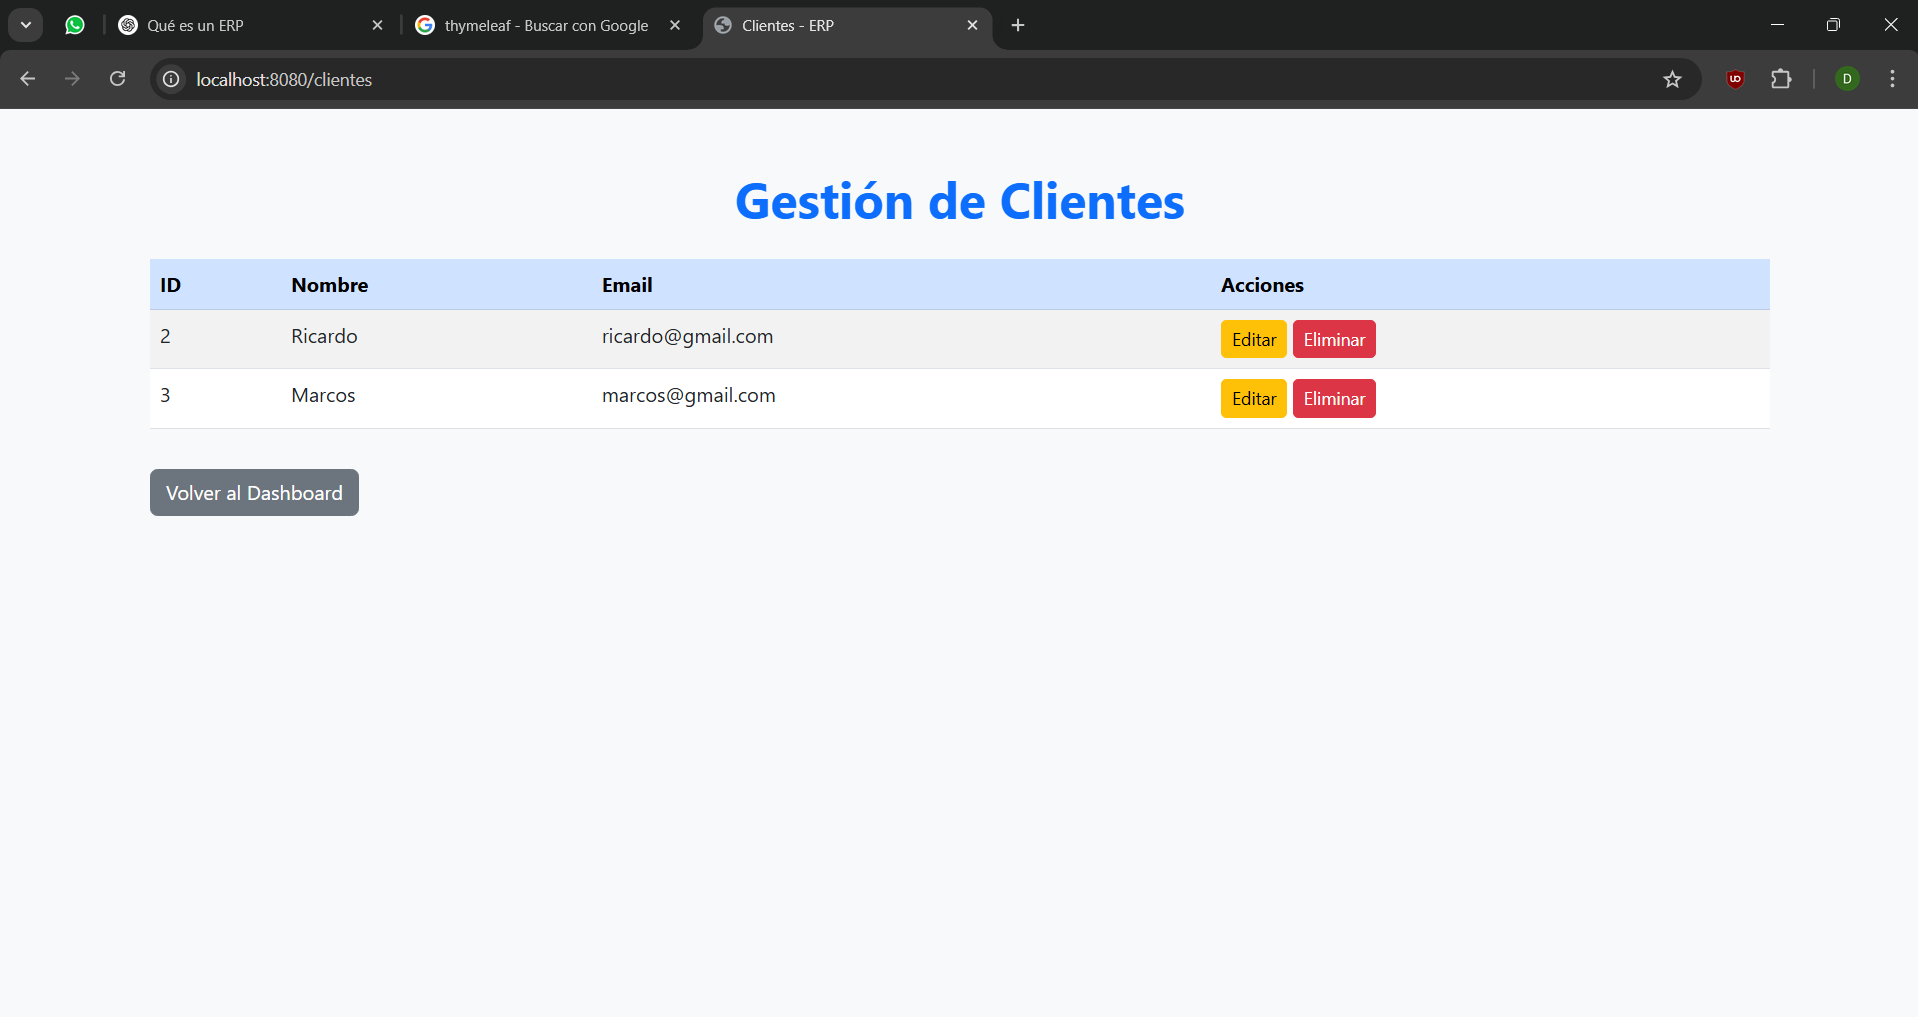 Qué es un ERP
thymeleaf - Buscar con Google
Clientes - ERP
localhost:8080/clientes
D
Gestión de Clientes
ID Nombre Email Acciones
2 Ricardo ricardo@gmail.com Editar Eliminar
3 Marcos marcos@gmail.com Editar Eliminar
Volver al Dashboard